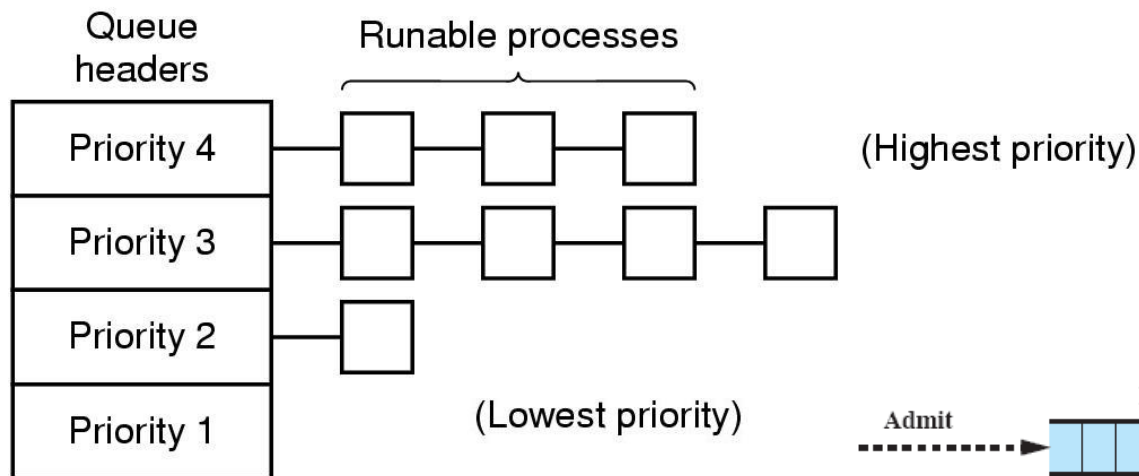 Queue
headers
Runable processes
Priority 4
(Highest priority)
Priority 3
Priority 2
Priority 1
(Lowest priority)
Admit